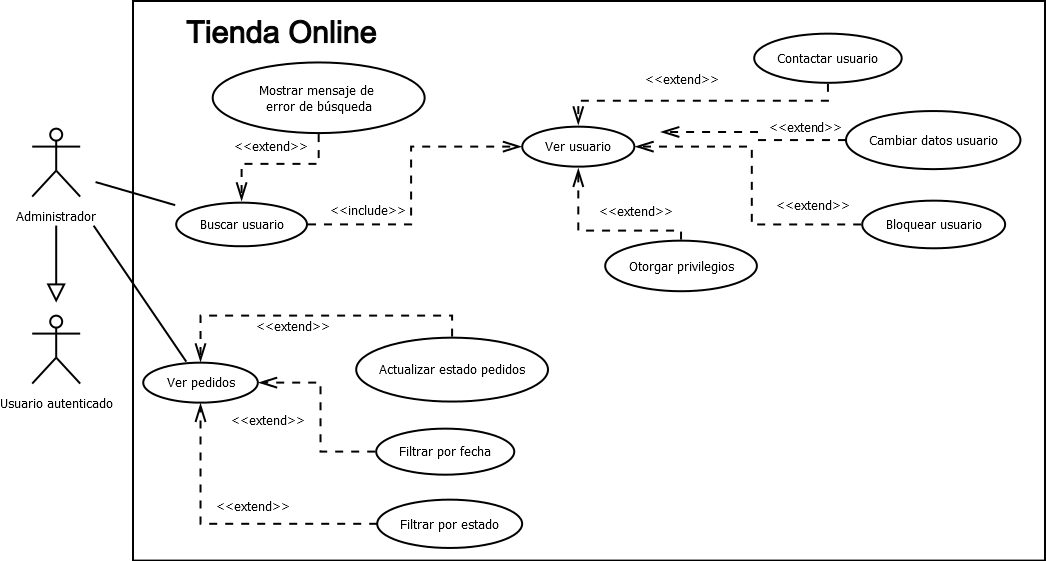 Tienda Online
Contactar usuario
<<extend>>
Mostrar mensaje de
error de búsqueda
<<extend>>
Cambiar datos usuario
<<extend>>
Ver usuario
Administrador
Buscar usuario
<<include>>
<<extend>>
<<extend>>
Bloquear usuario
Otorgar privilegios
<<extend>>
Actualizar estado pedidos
Ver pedidos
Usuario autenticado
<<extend>>
Filtrar por fecha
<<extend>>
Filtrar por estado